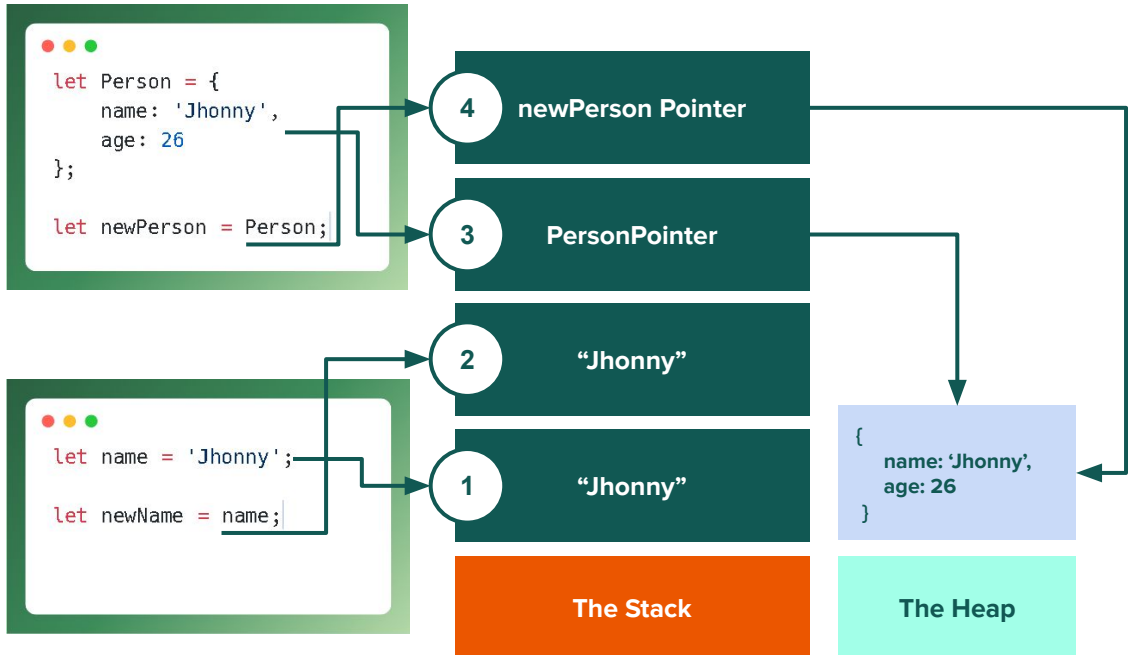 let Person = {
    name: 'Jhonny',
    age: 26
};
let newPerson = Person;
let name = 'Jhonny';
let newName = name;
4
newPerson Pointer
3
PersonPointer
2
“Jhonny”
1
“Jhonny”
The Stack
{
name: ‘Jhonny’,
age: 26
}
The Heap